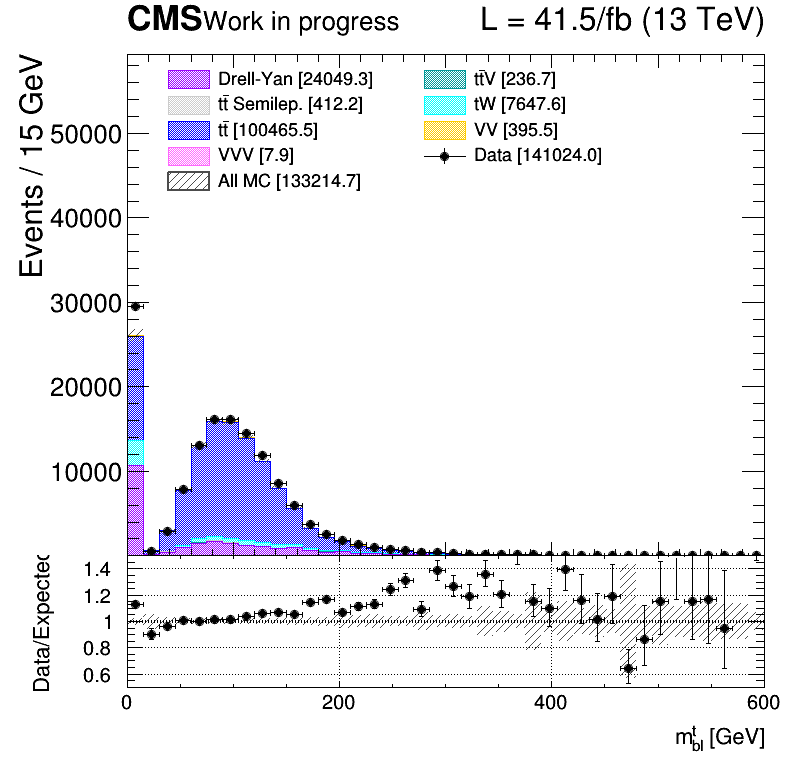 CMS Work in progress L = 41.5/fb (13 TeV)
Events / 15 GeV
Drell-Yan [24049.3]
tt̄ Semilep. [412.2]
tt̄ [100465.5]
VVV [7.9]
All MC [133214.7]
tt̄V [236.7]
tW [7647.6]
VV [395.5]
Data [141024.0]
50000
40000
30000
20000
10000
Data/Expected
1.4
1.2
1
0.8
0.6
0 200 400 600
m^t_bl [GeV]